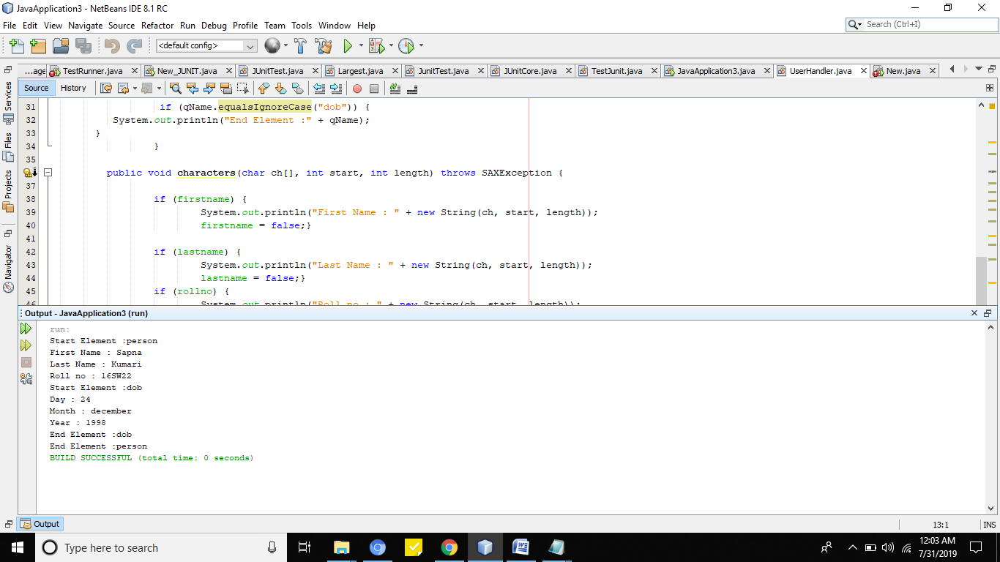 JavaApplication3 - NetBeans IDE 8.1 RC
File Edit View Navigate Source Refactor Run Debug Profile Team Tools Window Help
Search (Ctrl+I)
<default config>
...age TestRunner.java New_JUNIT.java JUnitTest.java Largest.java JunitTest.java JUnitCore.java TestJunit.java JavaApplication3.java UserHandler.java New.java
Source History
Services
Files
Projects
Navigator
31 if (qName.equalsIgnoreCase("dob")) {
32 System.out.println("End Element :" + qName);
33 }
34 }
35
public void characters(char ch[], int start, int length) throws SAXException {
37
38 if (firstname) {
39 System.out.println("First Name : " + new String(ch, start, length));
40 firstname = false;}
41
42 if (lastname) {
43 System.out.println("Last Name : " + new String(ch, start, length));
44 lastname = false;}
45 if (rollno) {
46 System.out.println("Roll no : " + new String(ch, start, length));
Output - JavaApplication3 (run)
run:
Start Element :person
First Name : Sapna
Last Name : Kumari
Roll no : 16SW22
Start Element :dob
Day : 24
Month : december
Year : 1998
End Element :dob
End Element :person
BUILD SUCCESSFUL (total time: 0 seconds)
Output
13:1 INS
Type here to search
12:03 AM
7/31/2019